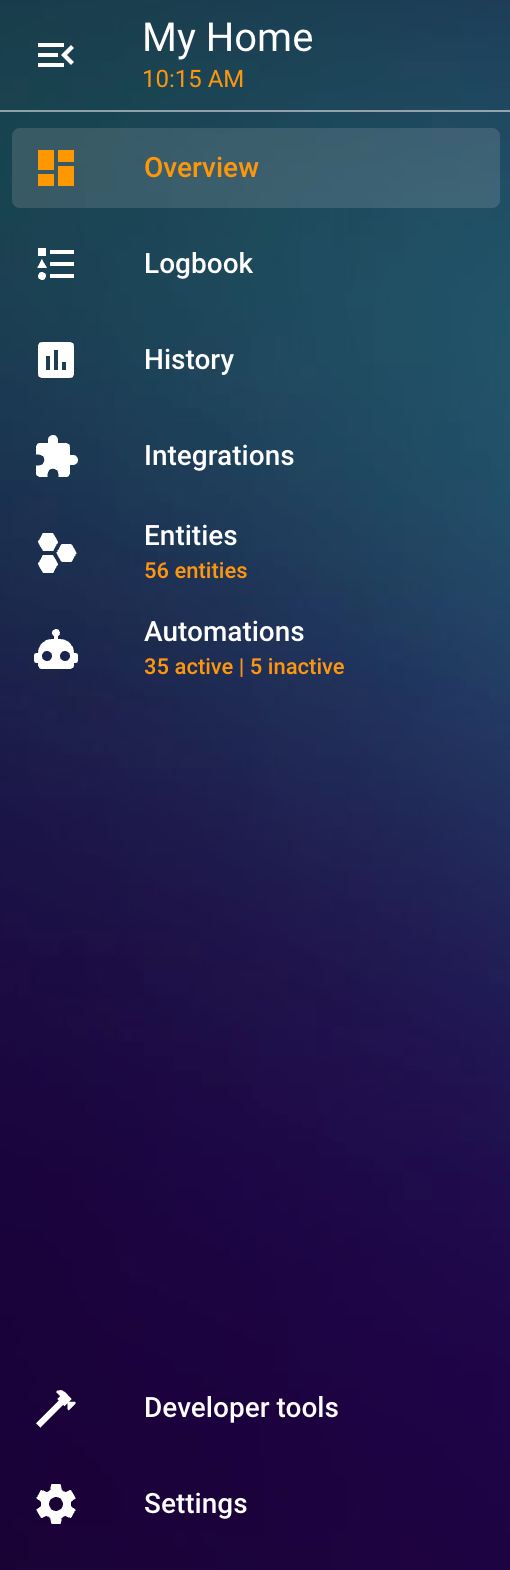 My Home
10:15 AM
Overview
Logbook
History
Integrations
Entities
56 entities
Automations
35 active | 5 inactive
Developer tools
Settings